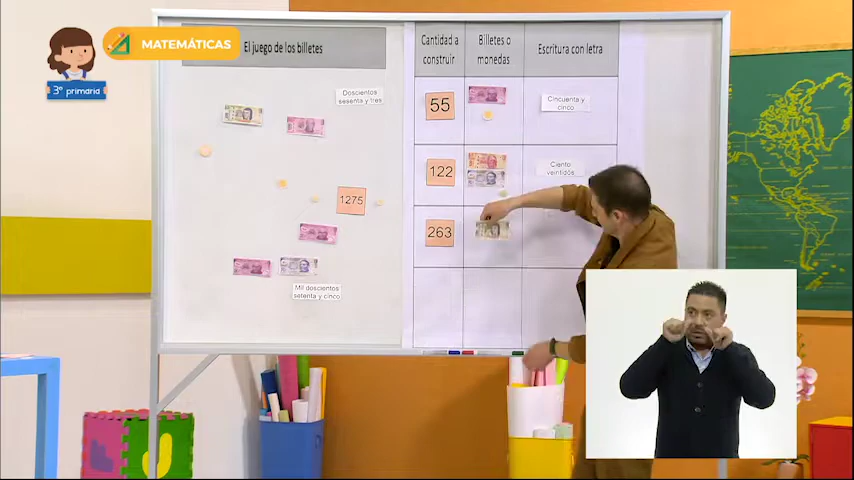 MATEMÁTICAS
3° primaria
El juego de los billetes
Cantidad a
construir
Billetes o
monedas
Escritura con letra
Doscientos
sesenta y tres
1275
Mil doscientos
setenta y cinco
55
Cincuenta y
cinco
122
Ciento
veintidós
263